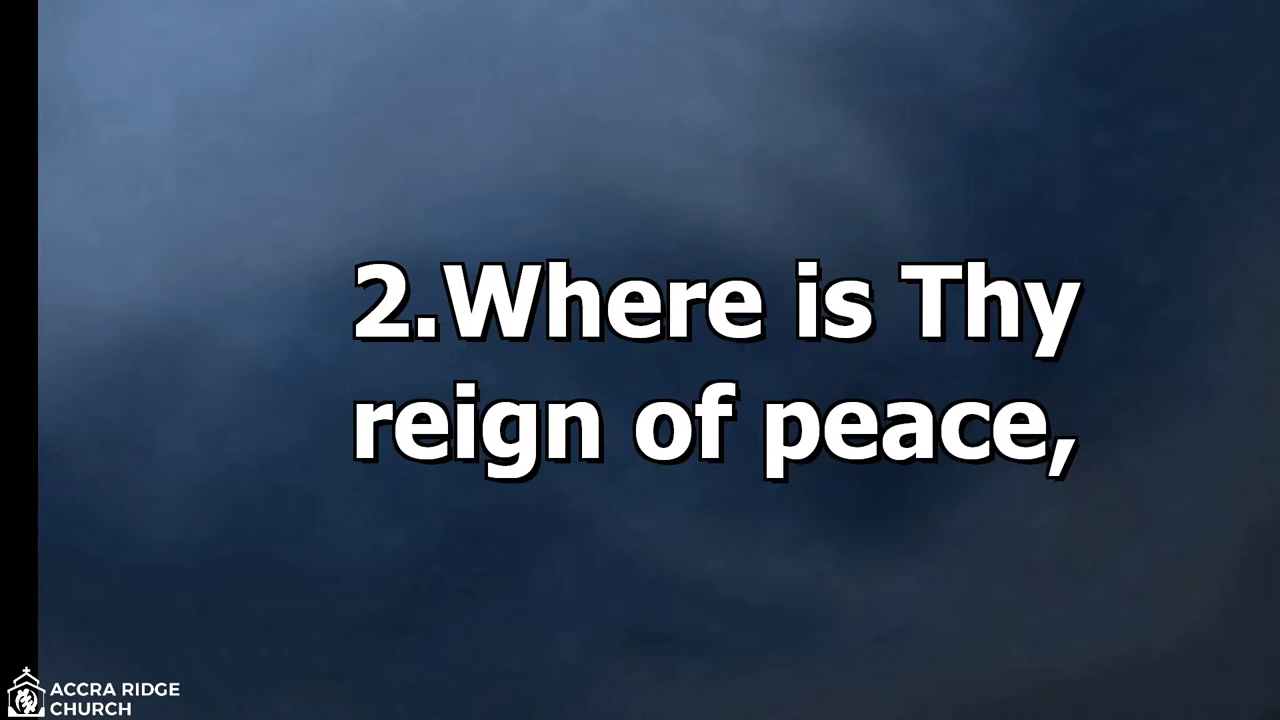 2.Where is Thy
reign of peace,
ACCRA RIDGE
CHURCH